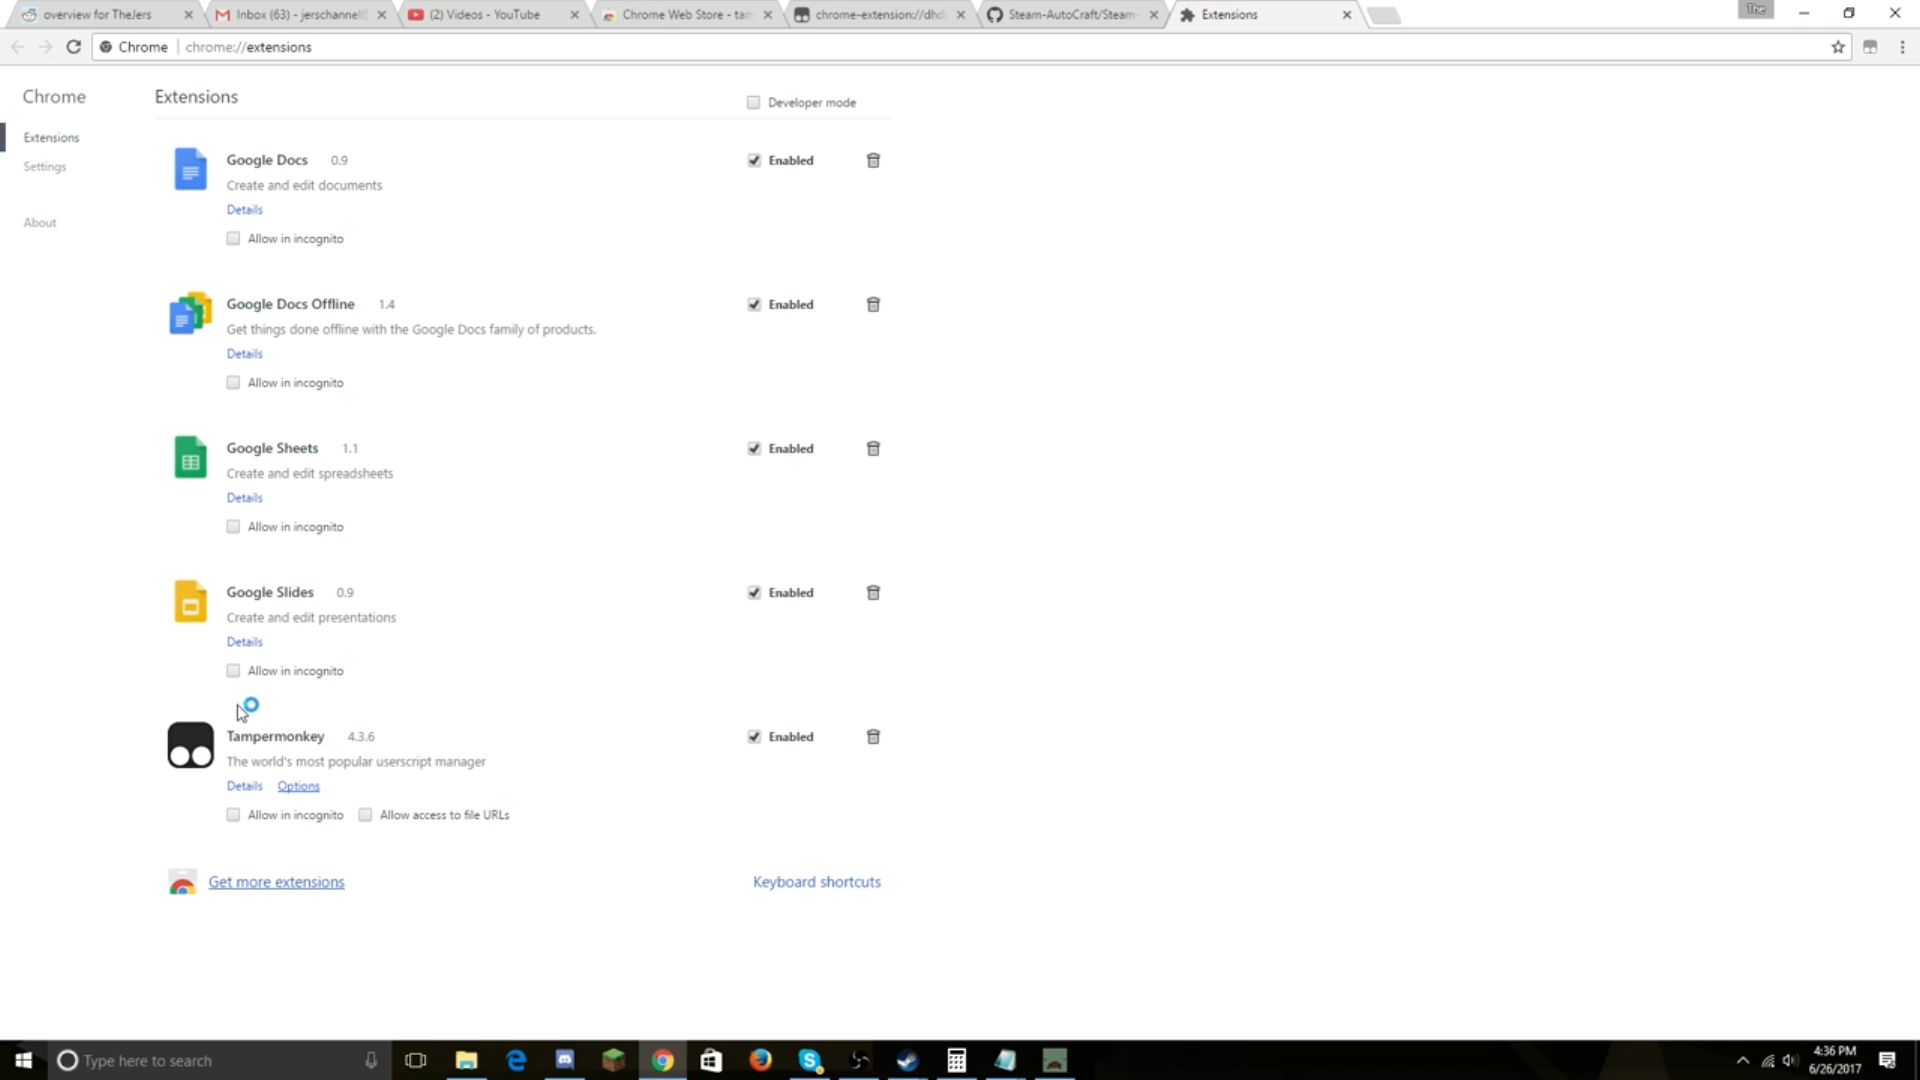 overview for TheJers
Inbox (63) - jerschannel
(2) Videos - YouTube
Chrome Web Store - tam
chrome-extension://dhd
Steam-AutoCraft/Steam-
Extensions
The
Chrome
chrome://extensions
Chrome
Extensions
Settings
About
Extensions
Developer mode
Google Docs 0.9
Enabled
Create and edit documents
Details
Allow in incognito
Google Docs Offline 1.4
Enabled
Get things done offline with the Google Docs family of products.
Details
Allow in incognito
Google Sheets 1.1
Enabled
Create and edit spreadsheets
Details
Allow in incognito
Google Slides 0.9
Enabled
Create and edit presentations
Details
Allow in incognito
Tampermonkey 4.3.6
Enabled
The world's most popular userscript manager
Details Options
Allow in incognito Allow access to file URLs
Get more extensions
Keyboard shortcuts
Type here to search
4:36 PM
6/26/2017